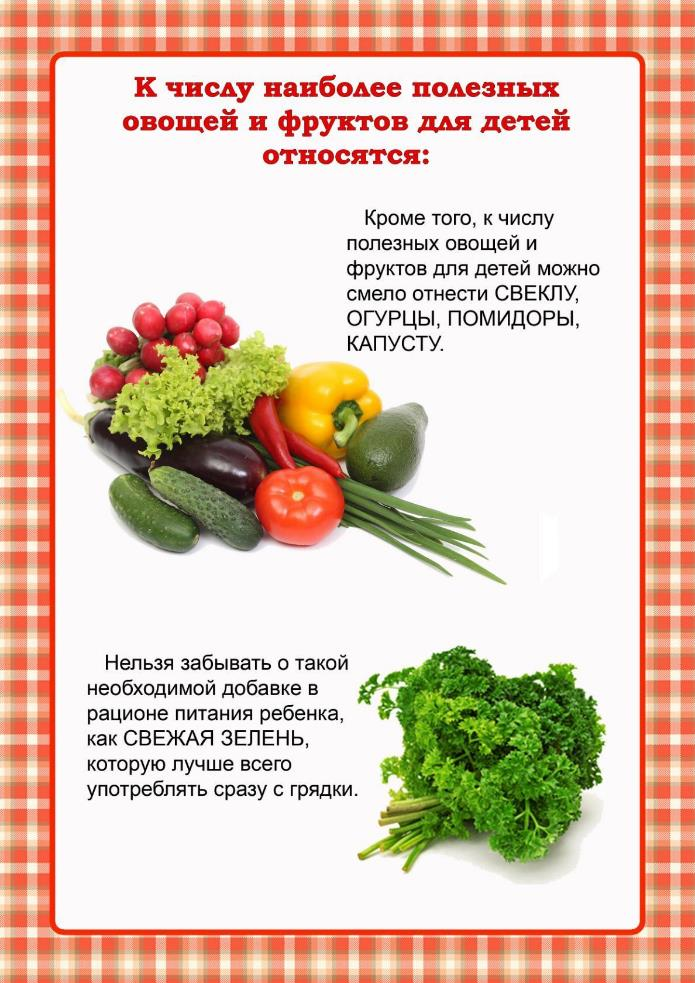 К числу наиболее полезных
овощей и фруктов для детей
относятся:
Кроме того, к числу
полезных овощей и
фруктов для детей можно
смело отнести СВЕКЛУ,
ОГУРЦЫ, ПОМИДОРЫ,
КАПУСТУ.
Нельзя забывать о такой
необходимой добавке в
рационе питания ребенка,
как СВЕЖАЯ ЗЕЛЕНЬ,
которую лучше всего
употреблять сразу с грядки.